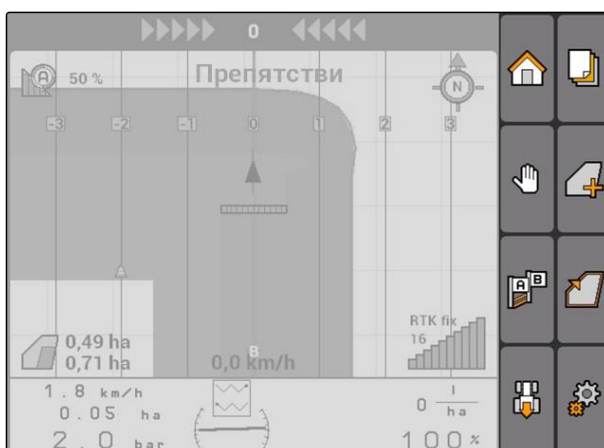 0
A 50 %
Препятстви
N
-3 -2 -1 0 1 2 3
A
A B
RTK fix
16
0,49 ha
0,71 ha
0,0 km/h
B
1.8 km/h
0.05 ha
2.0 bar
0 l/ha
100 %